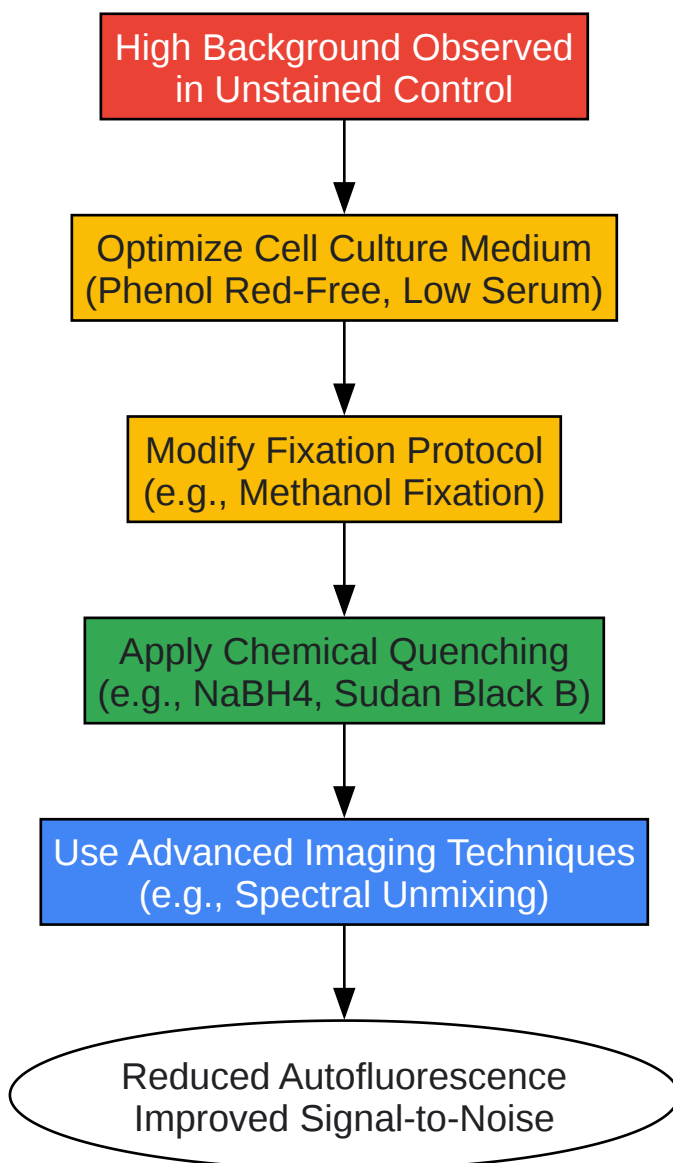 High Background Observed
in Unstained Control
Optimize Cell Culture Medium
(Phenol Red-Free, Low Serum)
Modify Fixation Protocol
(e.g., Methanol Fixation)
Apply Chemical Quenching
(e.g., NaBH4, Sudan Black B)
Use Advanced Imaging Techniques
(e.g., Spectral Unmixing)
Reduced Autofluorescence
Improved Signal-to-Noise